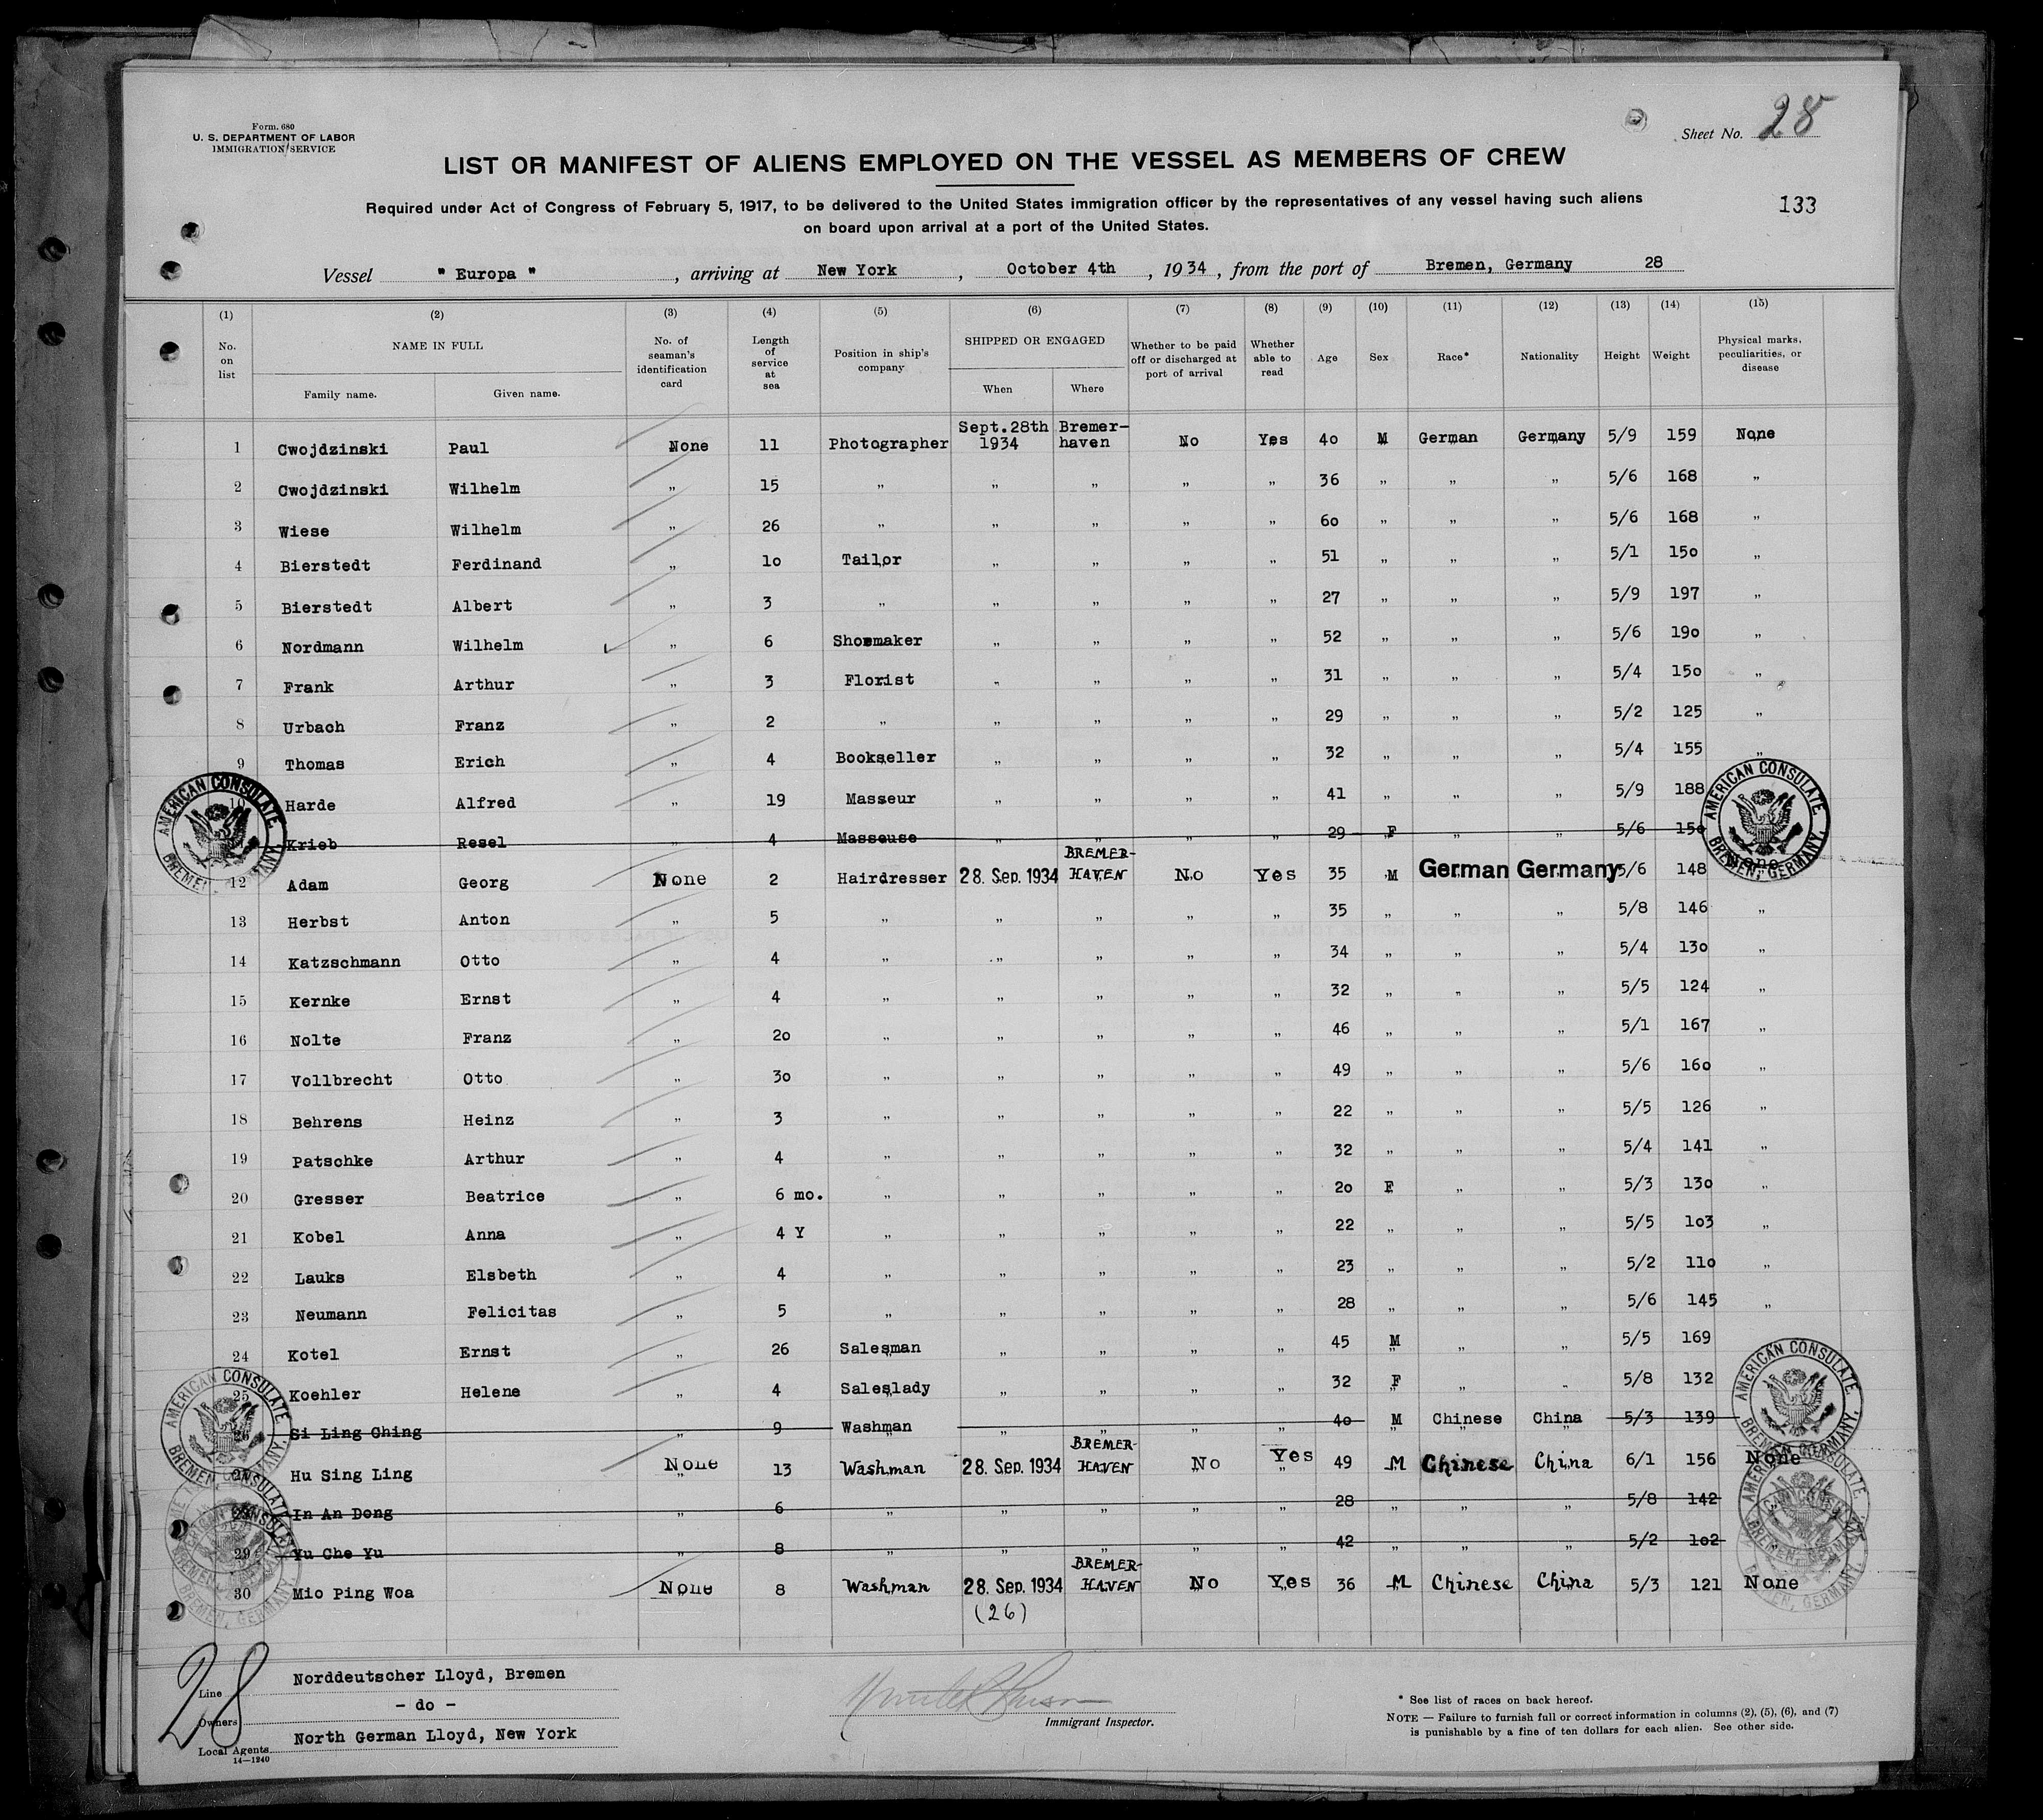 Form. 680
U. S. DEPARTMENT OF LABOR
IMMIGRATION SERVICE
Sheet No. 28
LIST OR MANIFEST OF ALIENS EMPLOYED ON THE VESSEL AS MEMBERS OF CREW
Required under Act of Congress of February 5, 1917, to be delivered to the United States immigration officer by the representatives of any vessel having such aliens
on board upon arrival at a port of the United States.
133
Vessel " Europa " , arriving at New York , October 4th , 1934 , from the port of Bremen, Germany 28
(1) (2) (3) (4) (5) (6) (7) (8) (9) (10) (11) (12) (13) (14) (15)
No. on list NAME IN FULL Family name. Given name. No. of seaman's identification card Length of service at sea Position in ship's company SHIPPED OR ENGAGED When Where Whether to be paid off or discharged at port of arrival Whether able to read Age Sex Race* Nationality Height Weight Physical marks, peculiarities, or disease
1 Cwojdzinski Paul None 11 Photographer Sept.28th 1934 Bremerhaven No Yes 40 M German Germany 5/9 159 None
2 Cwojdzinski Wilhelm " 15 " " " " " 36 " " " 5/6 168 "
3 Wiese Wilhelm " 26 " " " " " 60 " " " 5/6 168 "
4 Bierstedt Ferdinand " 10 Tailor " " " " 51 " " " 5/1 150 "
5 Bierstedt Albert " 3 " " " " " 27 " " " 5/9 197 "
6 Nordmann Wilhelm " 6 Shoemaker " " " " 52 " " " 5/6 190 "
7 Frank Arthur " 3 Florist " " " " 31 " " " 5/4 150 "
8 Urbach Franz " 2 " " " " " 29 " " " 5/2 125 "
9 Thomas Erich " 4 Bookseller " " " " 32 " " " 5/4 155 "
10 Harde Alfred " 19 Masseur " " " " 41 " " " 5/9 188
Krieb Resel " 4 Masseuse " " " " 29 F " " 5/6 150
12 Adam Georg None 2 Hairdresser 28. Sep. 1934 BREMERHAVEN No Yes 35 M German Germany 5/6 148 None
13 Herbst Anton " 5 " " " " " 35 " " " 5/8 146 "
14 Katzschmann Otto " 4 " " " " " 34 " " " 5/4 130 "
15 Kernke Ernst " 4 " " " " " 32 " " " 5/5 124 "
16 Nolte Franz " 20 " " " " " 46 " " " 5/1 167 "
17 Vollbrecht Otto " 30 " " " " " 49 " " " 5/6 160 "
18 Behrens Heinz " 3 " " " " " 22 " " " 5/5 126 "
19 Patschke Arthur " 4 " " " " " 32 " " " 5/4 141 "
20 Gresser Beatrice " 6 mo. " " " " " 20 F " " 5/3 130 "
21 Kobel Anna " 4 Y " " " " " 22 " " " 5/5 103 "
22 Lauks Elsbeth " 4 " " " " " 23 " " " 5/2 110 "
23 Neumann Felicitas " 5 " " " " " 28 " " " 5/6 145 "
24 Kotel Ernst " 26 Salesman " " " " 45 M " " 5/5 169
25 Koehler Helene " 4 Saleslady " " " " 32 F " " 5/8 132
26 Si Ling Ching " 9 Washman " " " " 40 M Chinese China 5/3 139
27 Hu Sing Ling None 13 Washman 28. Sep. 1934 BREMERHAVEN No Yes 49 M Chinese China 6/1 156 None
28 In An Dong " 6 " " " " " 28 " " " 5/8 142
29 Yu Che Yu " 8 " " " " " 42 " " " 5/2 102
30 Mio Ping Woa None 8 Washman 28. Sep. 1934 BREMERHAVEN No Yes 36 M Chinese China 5/3 121 None
(26)
AMERICAN CONSULATE, BREMEN, GERMANY.
AMERICAN CONSULATE, BREMEN, GERMANY.
AMERICAN CONSULATE, BREMEN, GERMANY.
AMERICAN CONSULATE, BREMEN, GERMANY.
28
Line Norddeutscher Lloyd, Bremen
Owners - do -
Local Agents North German Lloyd, New York
14—1240
Immigrant Inspector.
* See list of races on back hereof.
NOTE — Failure to furnish full or correct information in columns (2), (5), (6), and (7)
is punishable by a fine of ten dollars for each alien. See other side.